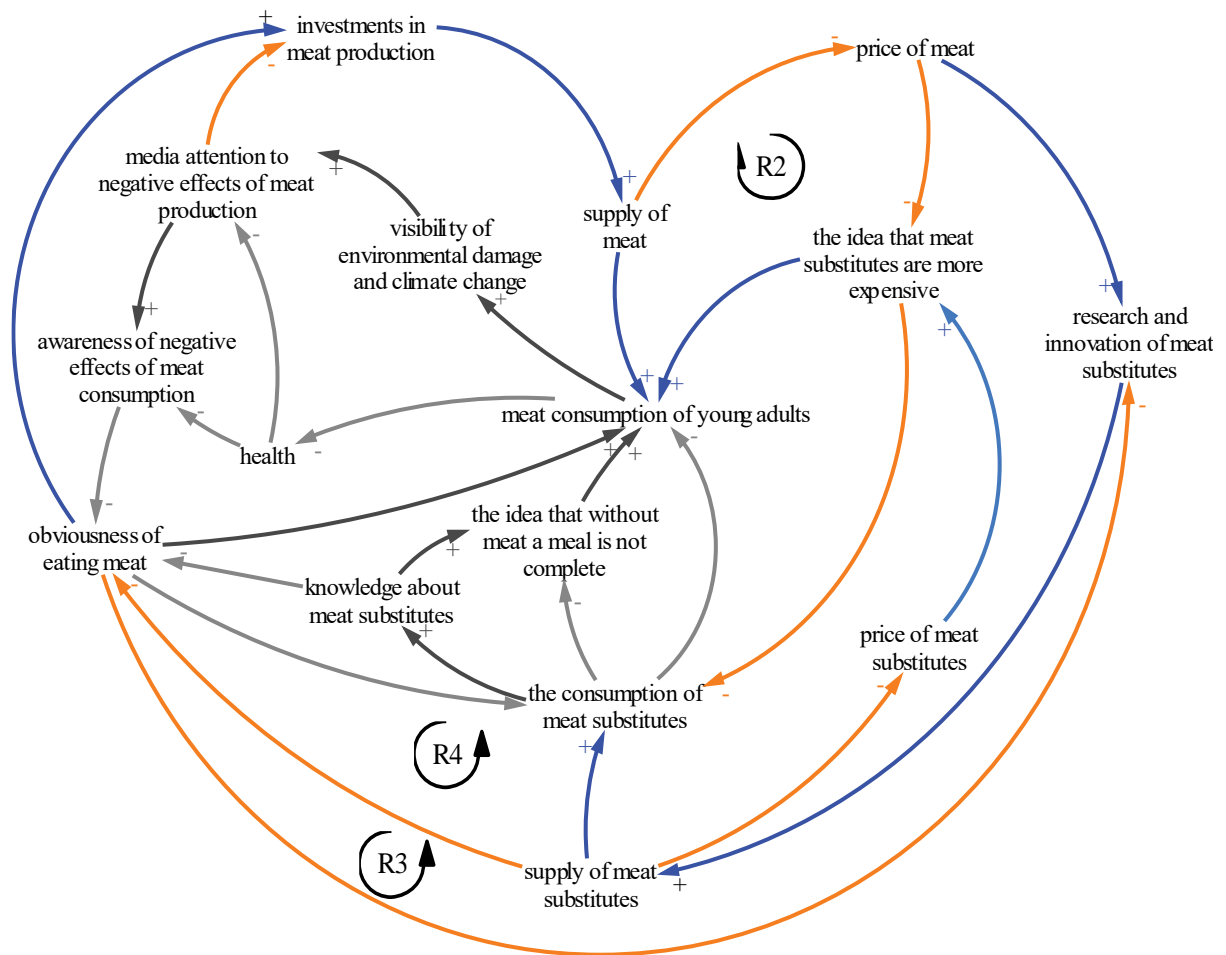 investments in
meat production
price of meat
media attention to
negative effects of meat
production
visibility of
environmental damage
and climate change
supply of
meat
R2
the idea that meat
substitutes are more
expensive
research and
innovation of meat
substitutes
awareness of negative
effects of meat
consumption
meat consumption of young adults
health
obviousness of
eating meat
the idea that without
meat a meal is not
complete
knowledge about
meat substitutes
price of meat
substitutes
the consumption of
meat substitutes
R4
R3
supply of meat
substitutes
+
-
+
-
+
-
+
+
-
-
+
+
-
-
+
+
-
+
+
-
-
+
-
-
+
-
+
-
+
-
+